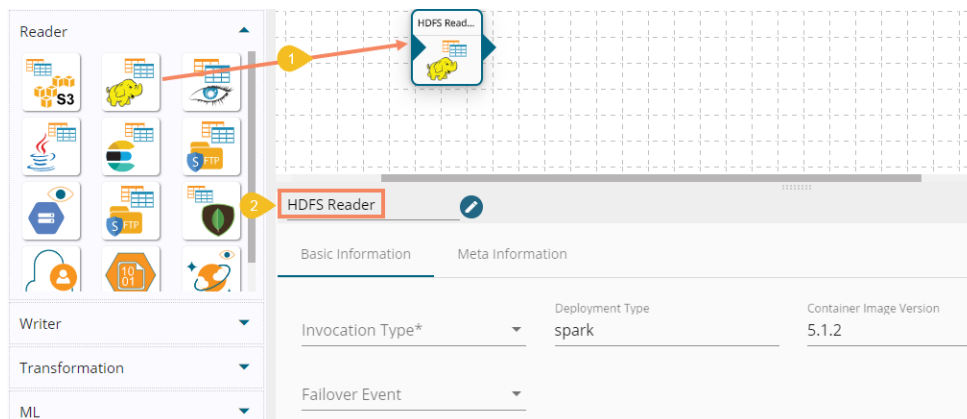 Reader
S3
S FTP
S FTP
10
01
Writer
Transformation
ML
HDFS Read...
1
2
HDFS Reader
Basic Information
Meta Information
Invocation Type*
Deployment Type
spark
Container Image Version
5.1.2
Failover Event